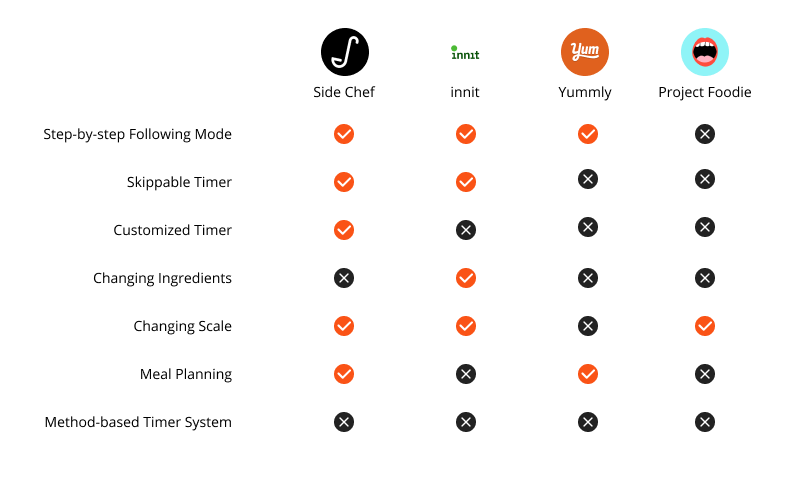 ınnıt
Yum
Side Chef
innit
Yummly
Project Foodie
Step-by-step Following Mode
Skippable Timer
Customized Timer
Changing Ingredients
Changing Scale
Meal Planning
Method-based Timer System